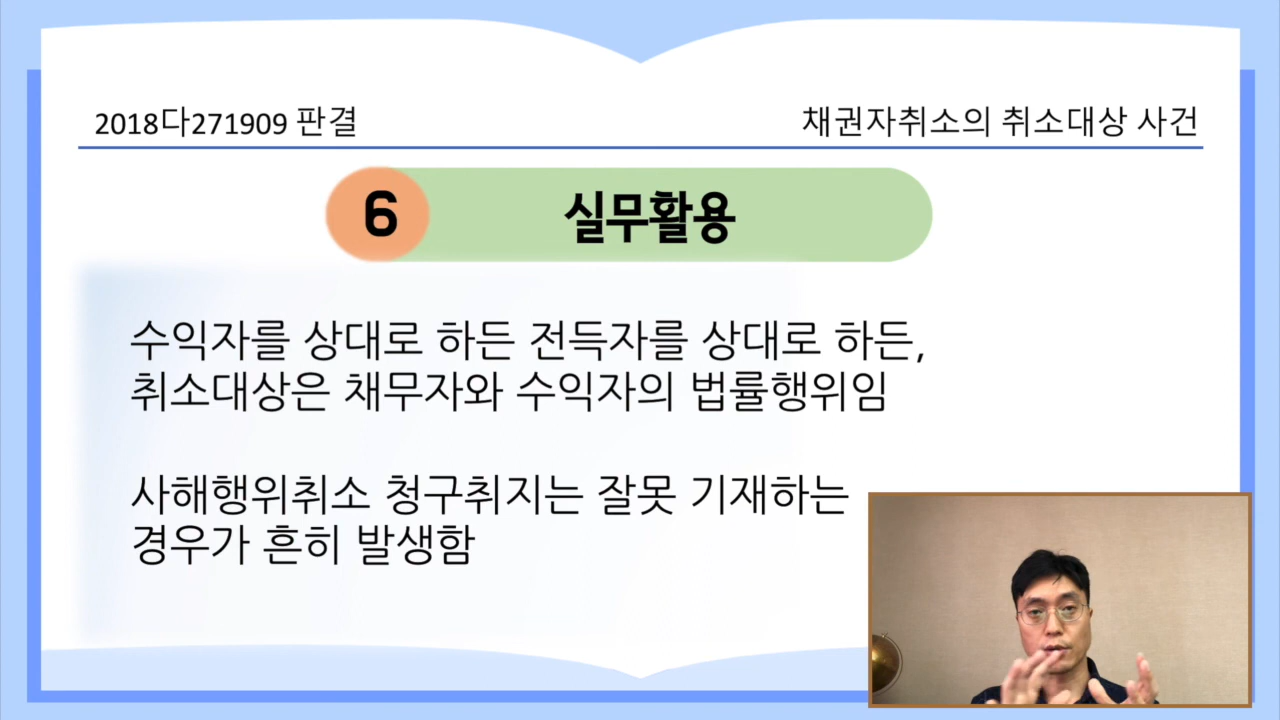 2018다271909 판결
채권자취소의 취소대상 사건
6 실무활용
수익자를 상대로 하든 전득자를 상대로 하든,
취소대상은 채무자와 수익자의 법률행위임
사해행위취소 청구취지는 잘못 기재하는
경우가 흔히 발생함